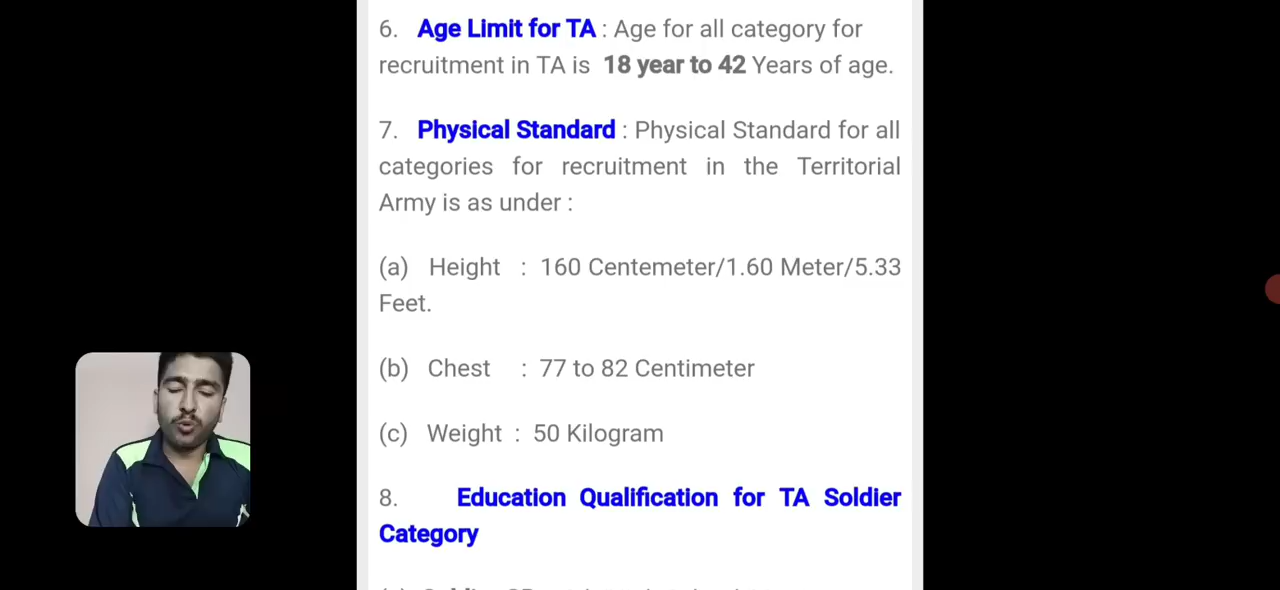 6. Age Limit for TA : Age for all category for
recruitment in TA is 18 year to 42 Years of age.
7. Physical Standard : Physical Standard for all
categories for recruitment in the Territorial
Army is as under :
(a) Height : 160 Centemeter/1.60 Meter/5.33
Feet.
(b) Chest : 77 to 82 Centimeter
(c) Weight : 50 Kilogram
8. Education Qualification for TA Soldier
Category